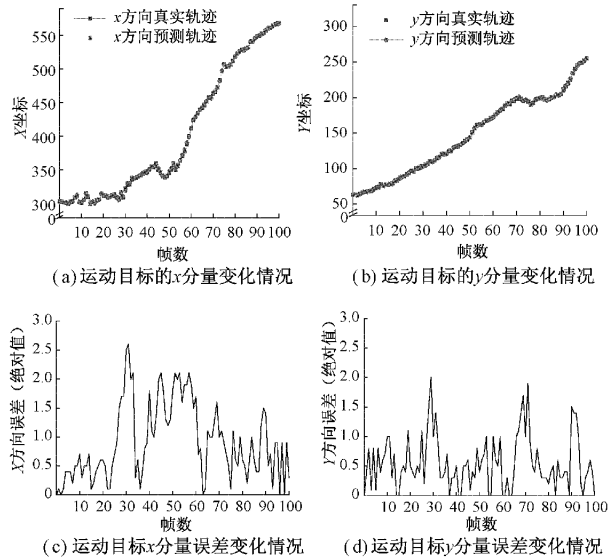 x方向真实轨迹
x方向预测轨迹
550
500
450
400
350
300
0
X坐标
10 20 30 40 50 60 70 80 90 100
帧数
(a)运动目标的x分量变化情况
y方向真实轨迹
y方向预测轨迹
300
250
200
150
100
50
0
Y坐标
10 20 30 40 50 60 70 80 90 100
帧数
(b)运动目标的y分量变化情况
3.0
2.5
2.0
1.5
1.0
0.5
0
X方向误差(绝对值)
10 20 30 40 50 60 70 80 90 100
帧数
(c)运动目标x分量误差变化情况
3.0
2.5
2.0
1.5
1.0
0.5
0
Y方向误差(绝对值)
10 20 30 40 50 60 70 80 90 100
帧数
(d)运动目标y分量误差变化情况